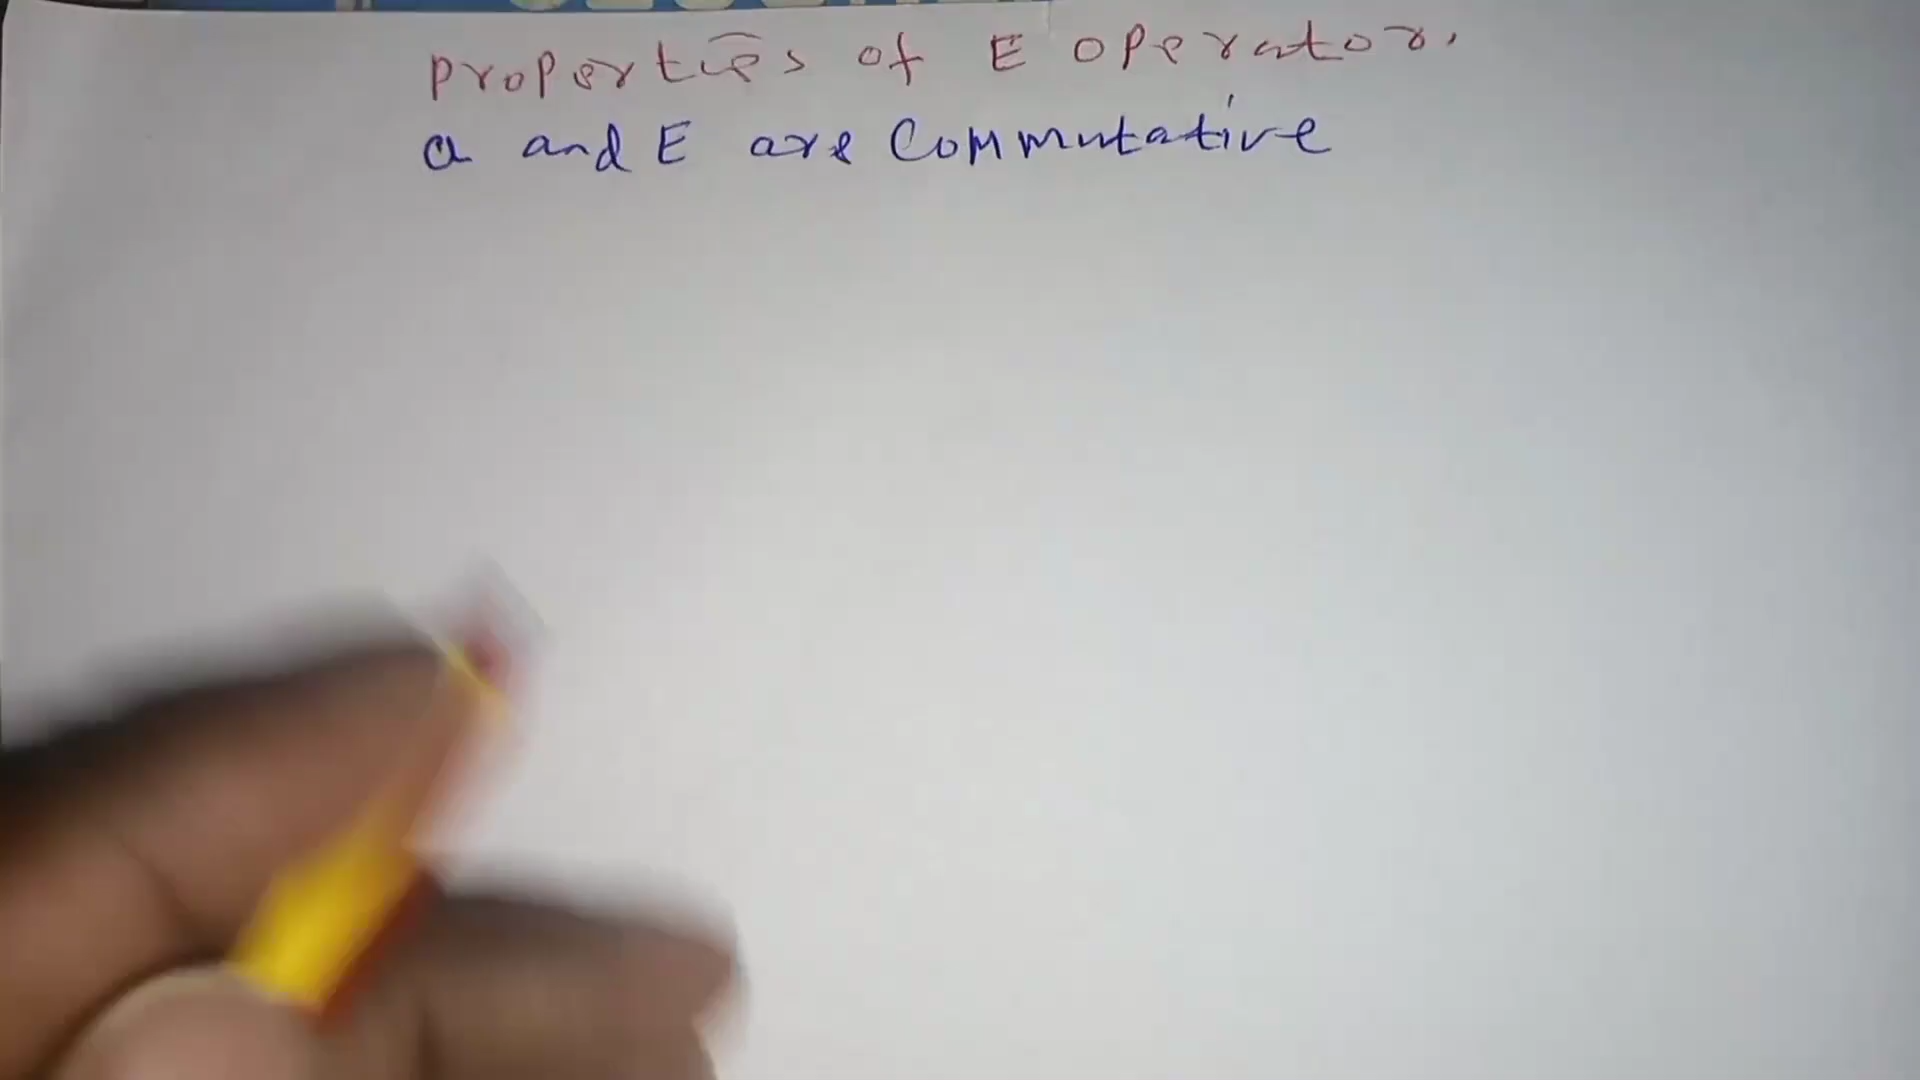 Properties of E operator.
a and E are Commutative